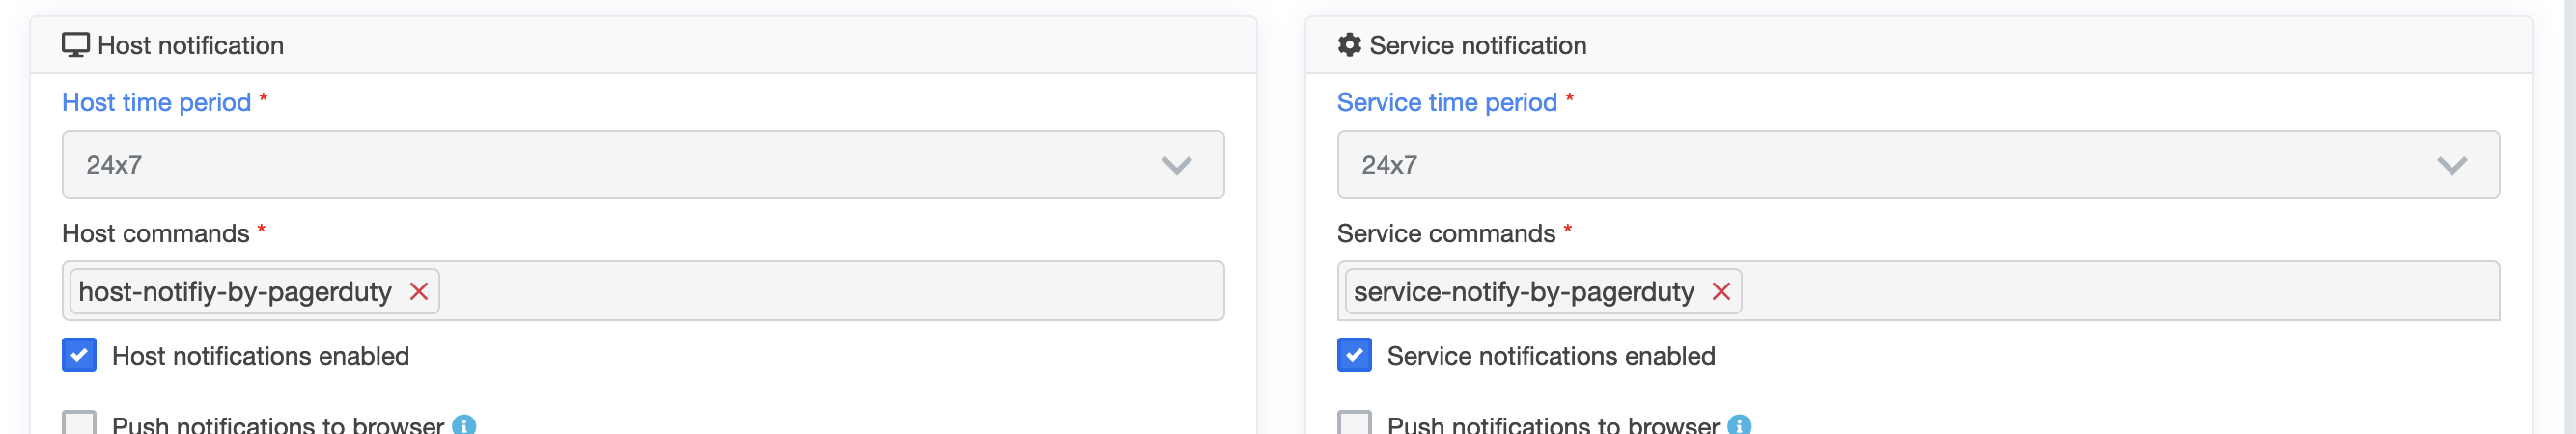 Host notification
Host time period *
24x7
Host commands *
host-notifiy-by-pagerduty
Host notifications enabled
Push notifications to browser
Service notification
Service time period *
24x7
Service commands *
service-notify-by-pagerduty
Service notifications enabled
Push notifications to browser